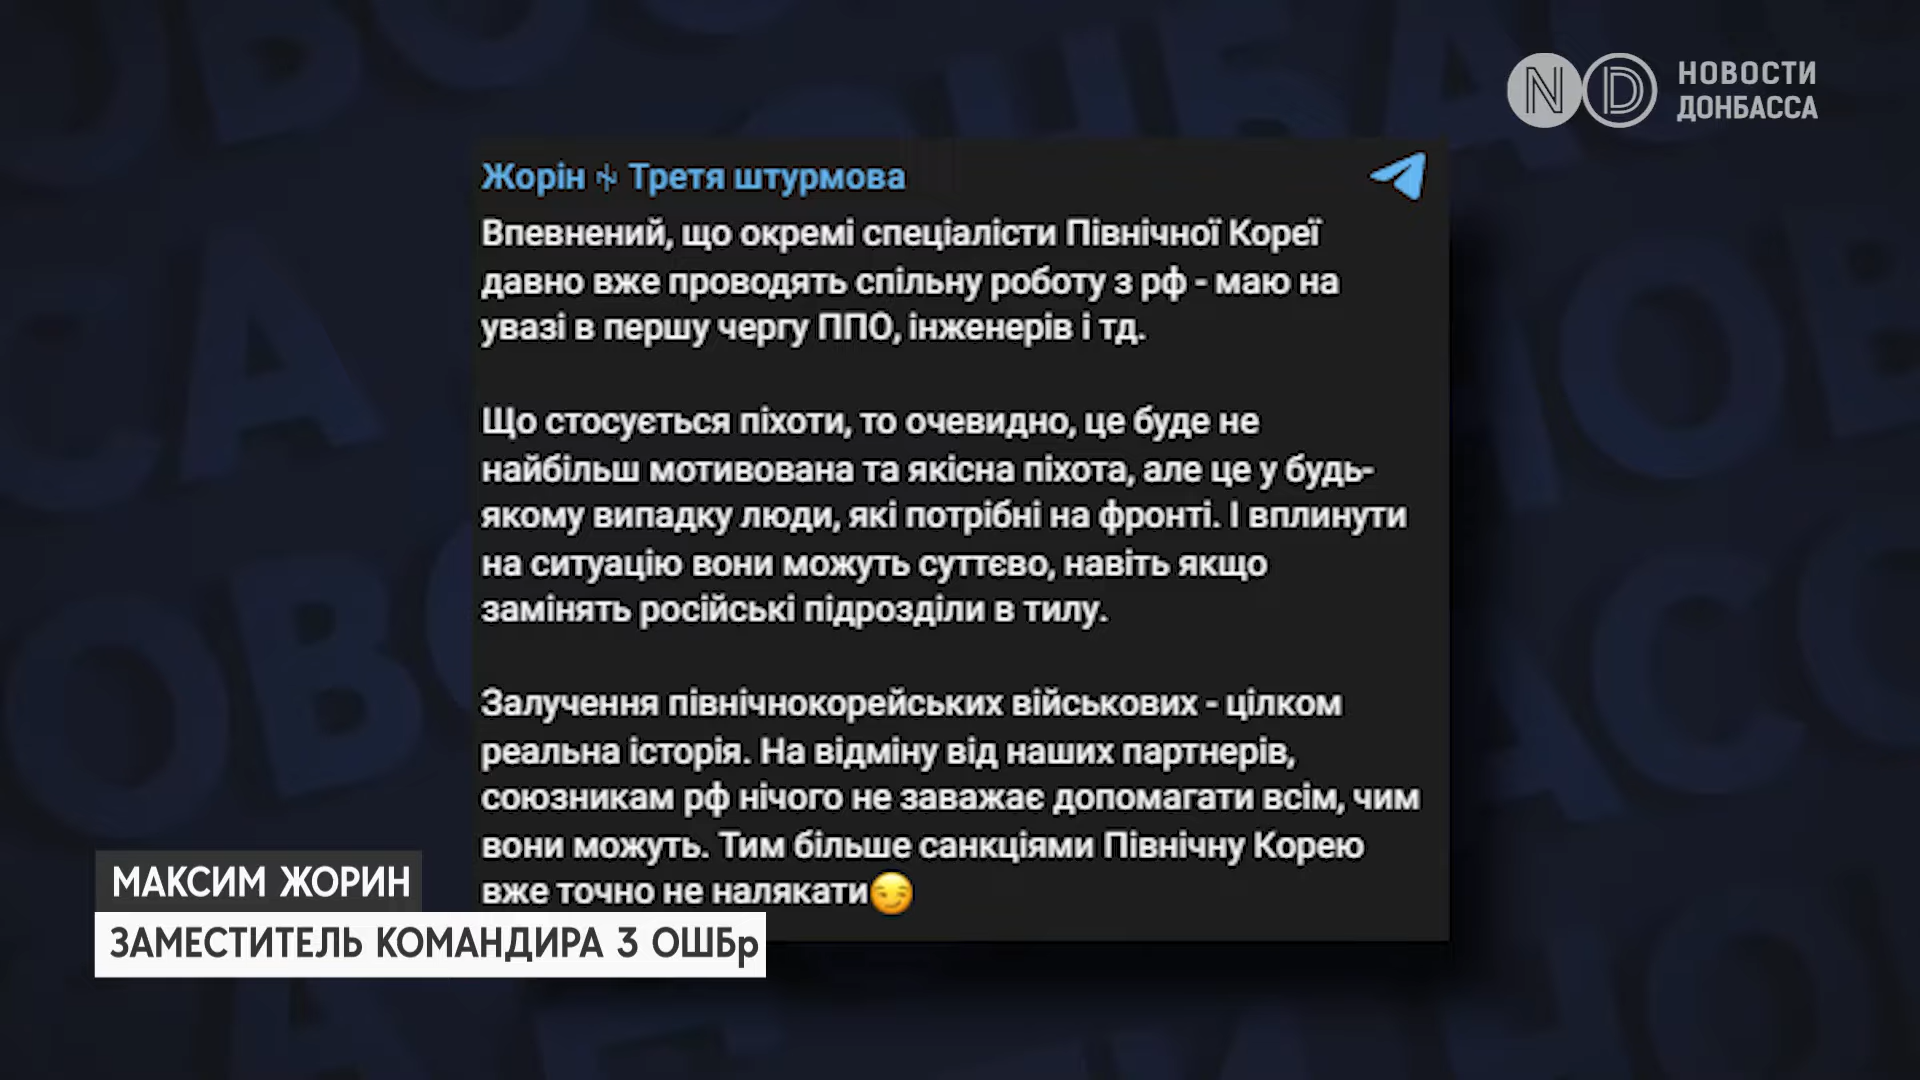 ND НОВОСТИ
ДОНБАССА
Жорін Третя штурмова
Впевнений, що окремі спеціалісти Північної Кореї
давно вже проводять спільну роботу з рф - маю на
увазі в першу чергу ППО, інженерів і тд.
Що стосується піхоти, то очевидно, це буде не
найбільш мотивована та якісна піхота, але це у будь-
якому випадку люди, які потрібні на фронті. І вплинути
на ситуацію вони можуть суттєво, навіть якщо
замінять російські підрозділи в тилу.
Залучення північнокорейських військових - цілком
реальна історія. На відміну від наших партнерів,
союзникам рф нічого не заважає допомагати всім, чим
вони можуть. Тим більше санкціями Північну Корею
вже точно не налякати😏
МАКСИМ ЖОРИН
ЗАМЕСТИТЕЛЬ КОМАНДИРА 3 ОШБр